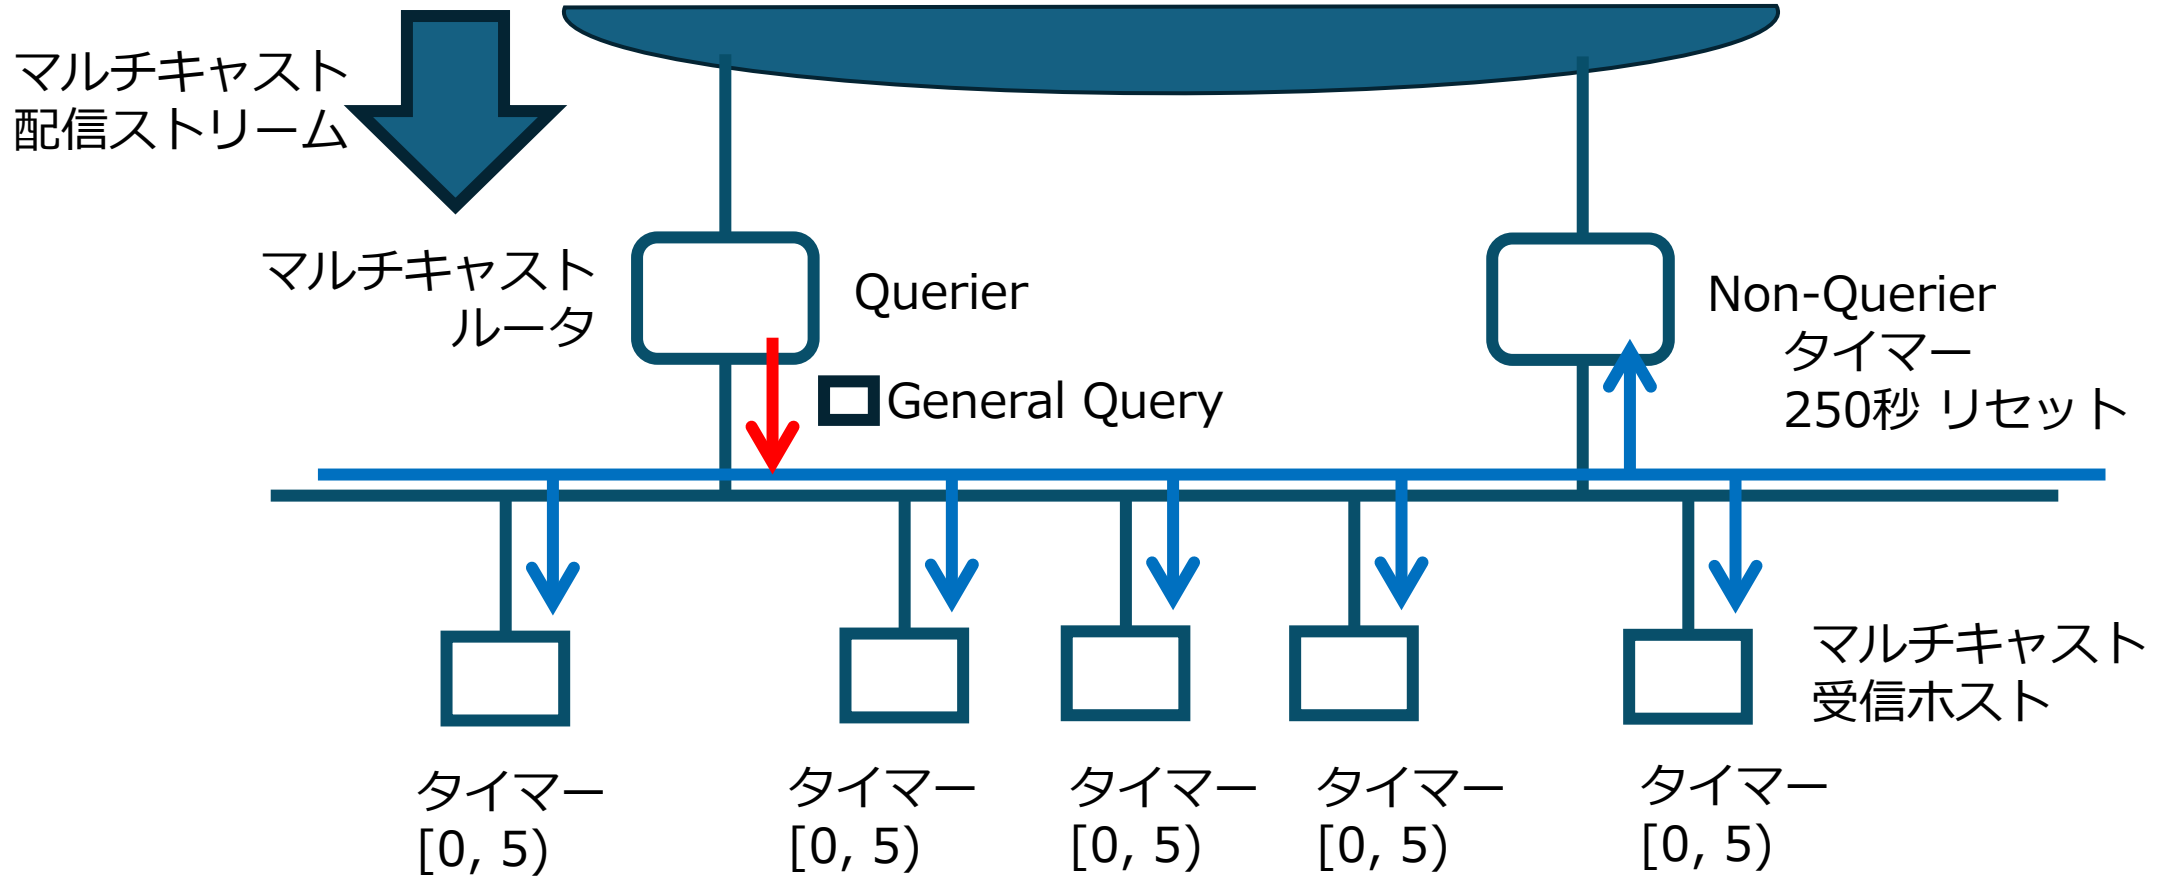 マルチキャスト
配信ストリーム
マルチキャスト
ルータ
Querier
Non-Querier
タイマー
250秒 リセット
General Query
マルチキャスト
受信ホスト
タイマー
[0, 5)
タイマー
[0, 5)
タイマー
[0, 5)
タイマー
[0, 5)
タイマー
[0, 5)